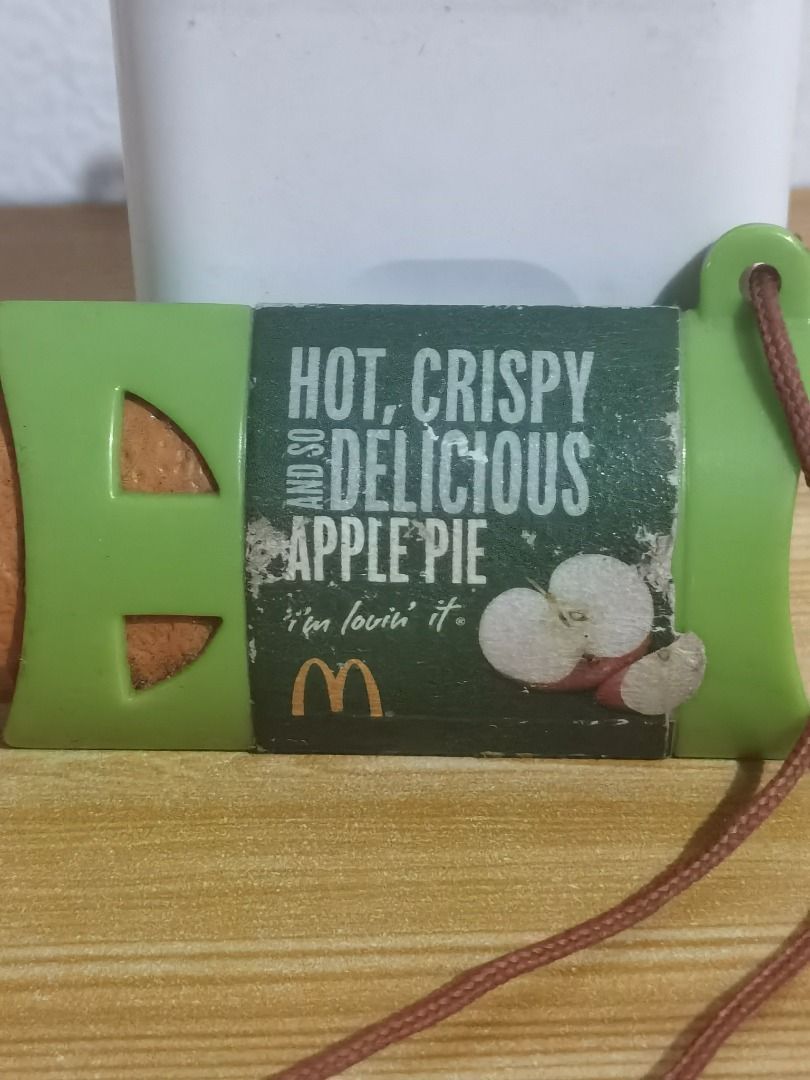 HOT, CRISPY
AND SO DELICIOUS
APPLE PIE
i'm lovin' it®